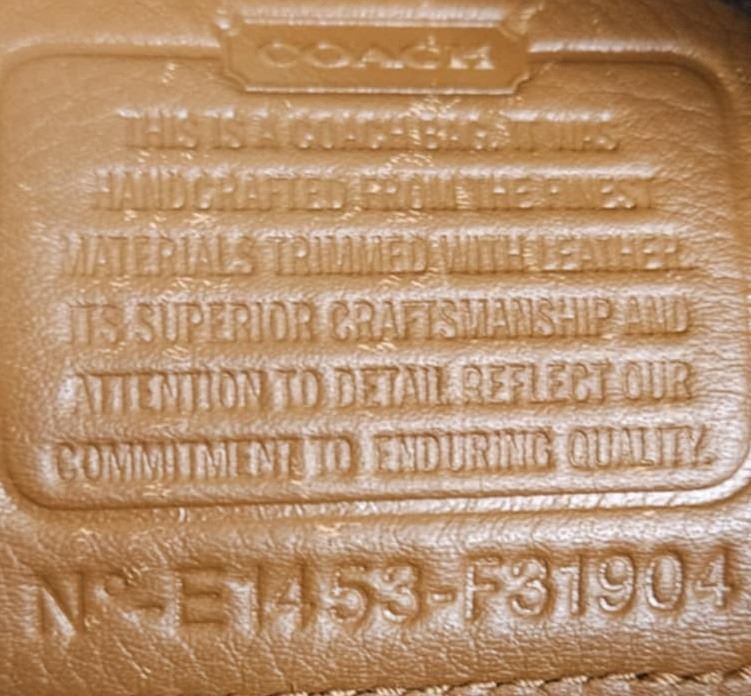 COACH
THIS IS A COACH BAG. IT WAS
HANDCRAFTED FROM THE FINEST
MATERIALS TRIMMED WITH LEATHER.
ITS SUPERIOR CRAFTSMANSHIP AND
ATTENTION TO DETAIL REFLECT OUR
COMMITMENT TO ENDURING QUALITY.
Nº-E1453-F31904